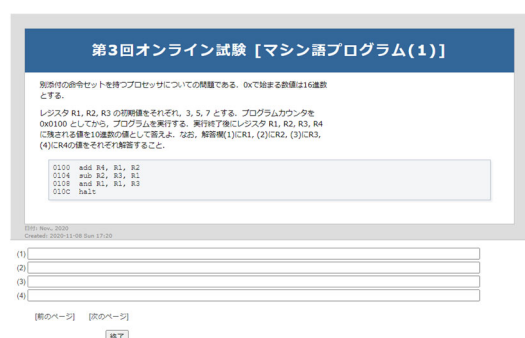 第3回オンライン試験 [マシン語プログラム(1)]
別添付の命令セットを持つプロセッサについての問題である．0xで始まる数値は16進数
とする．
レジスタ R1, R2, R3 の初期値をそれぞれ，3, 5, 7 とする．プログラムカウンタを
0x0100 としてから，プログラムを実行する．実行終了後にレジスタ R1, R2, R3, R4
に残される値を10進数の値として答えよ．なお，解答欄(1)にR1, (2)にR2, (3)にR3,
(4)にR4の値をそれぞれ解答すること．
0100 add R4, R1, R2
0104 sub R2, R3, R1
0108 and R1, R1, R3
010C halt
日付: Nov, 2020
Created: 2020-11-08 Sun 17:20
(1)
(2)
(3)
(4)
[前のページ] [次のページ]
終了